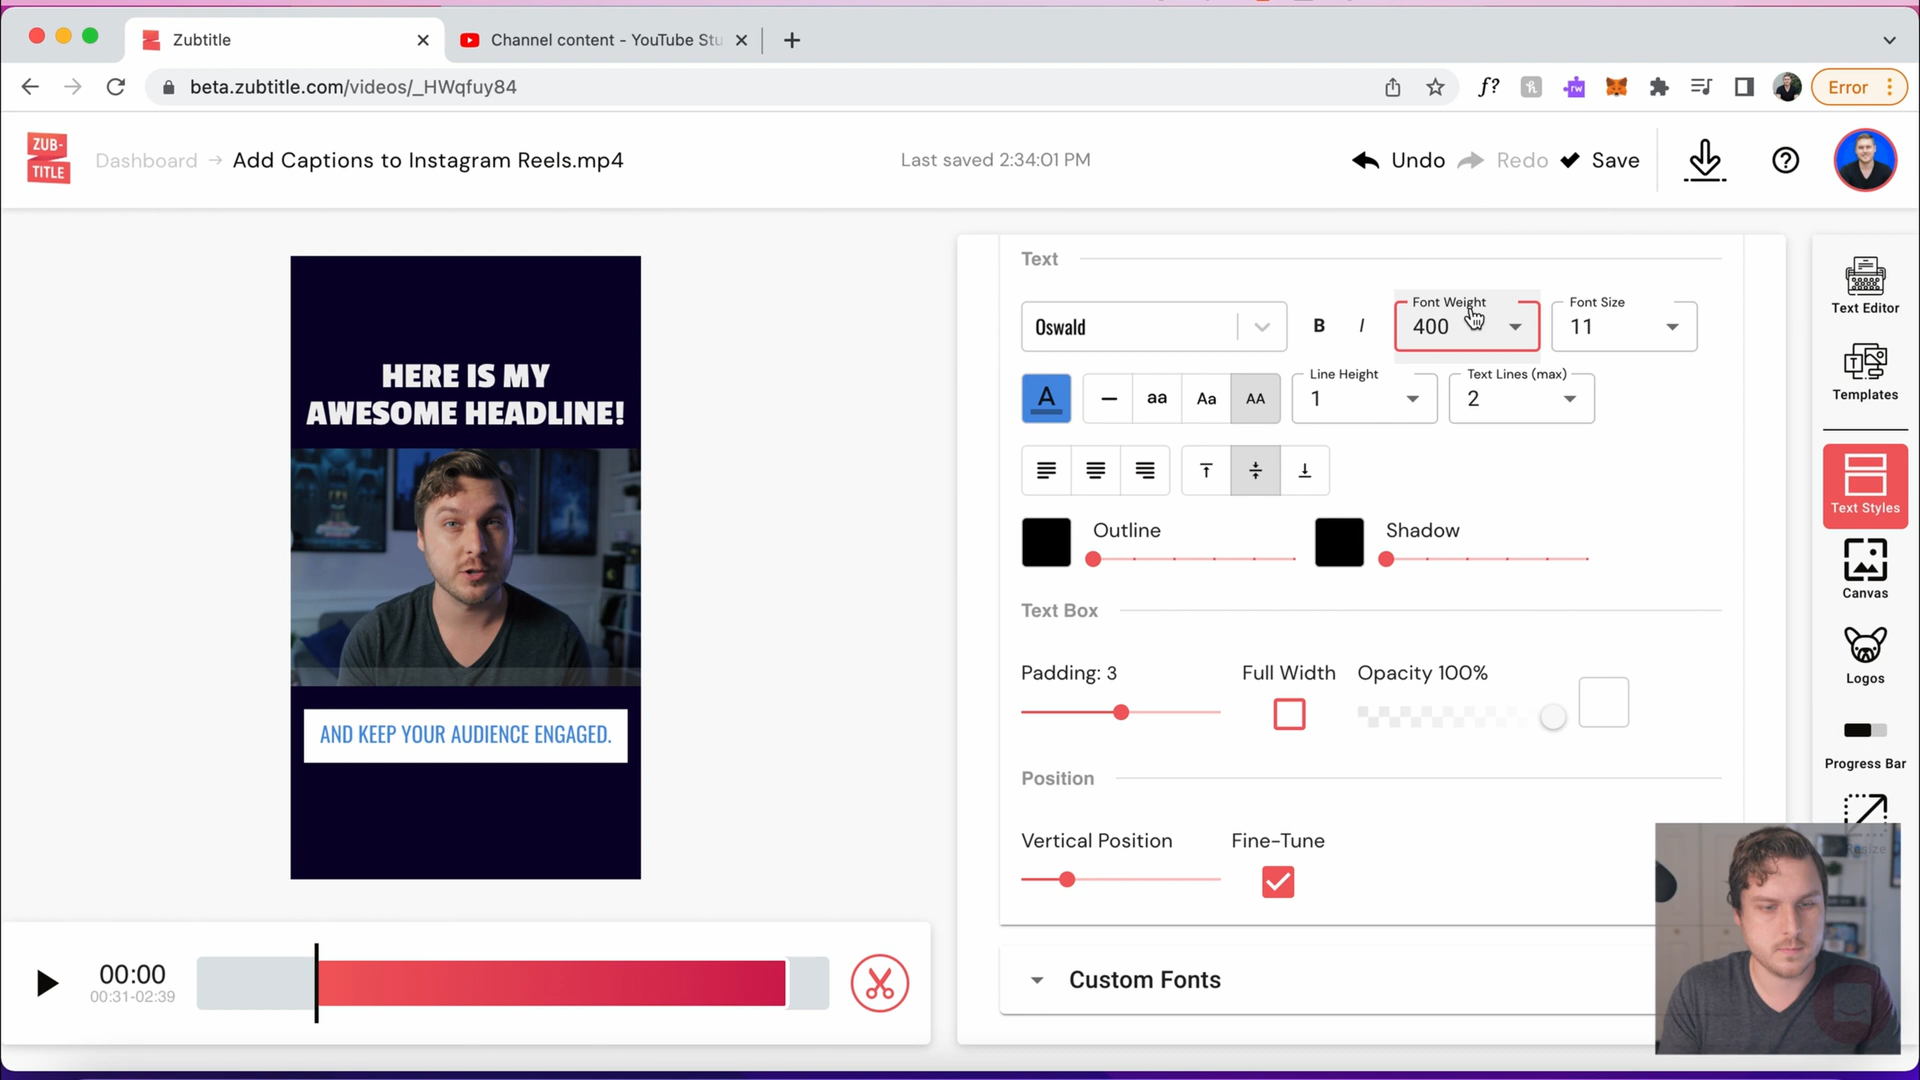 Zubtitle
Channel content - YouTube Stu
beta.zubtitle.com/videos/_HWqfuy84
f?
rw
Error
ZUB-
TITLE
Dashboard → Add Captions to Instagram Reels.mp4
Last saved 2:34:01 PM
Undo
Redo
Save
Text
Oswald
B
I
Font Weight
400
Font Size
11
A
aa
Aa
AA
Line Height
1
Text Lines (max)
2
Outline
Shadow
Text Box
Padding: 3
Full Width
Opacity 100%
Position
Vertical Position
Fine-Tune
Custom Fonts
Text Editor
Templates
Text Styles
Canvas
Logos
Progress Bar
Resize
HERE IS MY
AWESOME HEADLINE!
AND KEEP YOUR AUDIENCE ENGAGED.
00:00
00:31-02:39